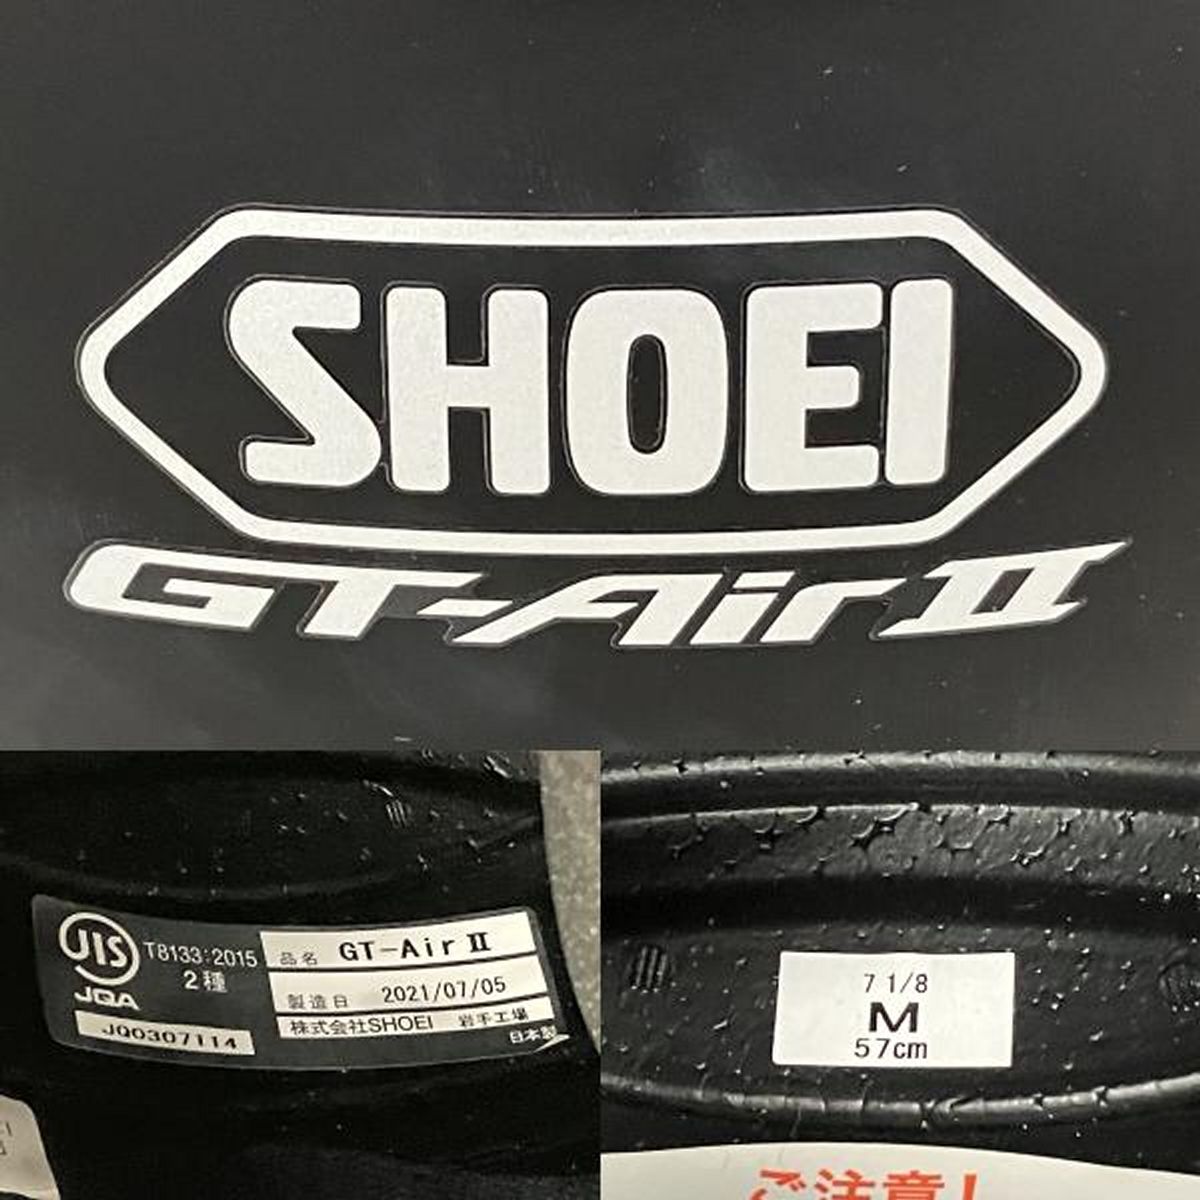 SHOEI
GT-Air II
JIS
T8133:2015
2種
JQA
JQ0307114
品名 GT-Air II
製造日 2021/07/05
株式会社SHOEI 岩手工場
日本製
7 1/8
M
57cm
ご注意!